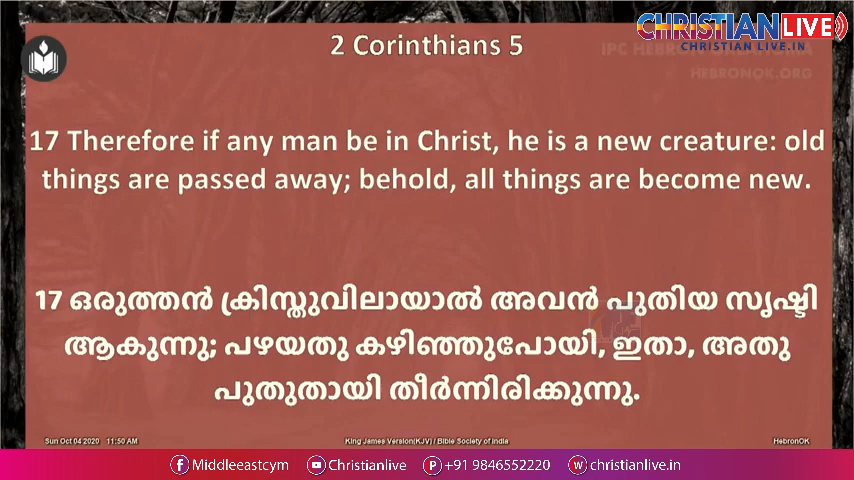 CHRISTIAN LIVE
CHRISTIAN LIVE.IN
2 Corinthians 5
IPC HEBRON
HEBRONOK.ORG
17 Therefore if any man be in Christ, he is a new creature: old
things are passed away; behold, all things are become new.
17 ഒരുത്തൻ ക്രിസ്തുവിലായാൽ അവൻ പുതിയ സൃഷ്ടി
ആകുന്നു; പഴയതു കഴിഞ്ഞുപോയി, ഇതാ, അതു
പുതുതായി തീർന്നിരിക്കുന്നു.
Sun Oct 04 2020 11:50 AM King James Version(KJV) / Bible Society of India HebronOK
Middleeastcym Christianlive +91 9846552220 christianlive.in